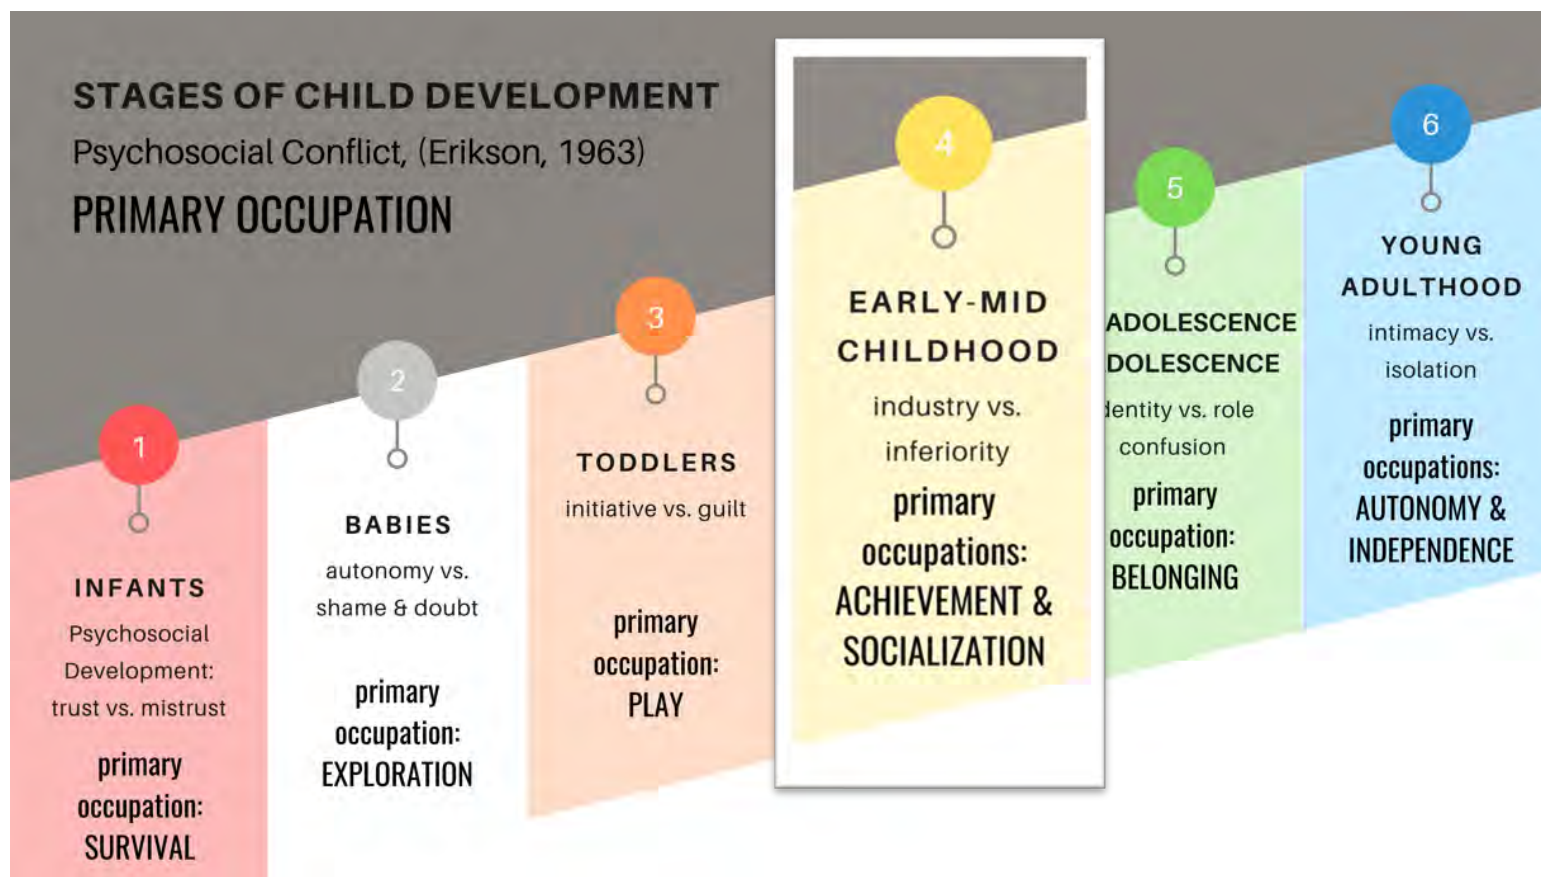 STAGES OF CHILD DEVELOPMENT
Psychosocial Conflict, (Erikson, 1963)
PRIMARY OCCUPATION
1
INFANTS
Psychosocial
Development:
trust vs. mistrust
primary
occupation:
SURVIVAL
2
BABIES
autonomy vs.
shame & doubt
primary
occupation:
EXPLORATION
3
TODDLERS
initiative vs. guilt
primary
occupation:
PLAY
4
EARLY-MID
CHILDHOOD
industry vs.
inferiority
primary
occupations:
ACHIEVEMENT &
SOCIALIZATION
5
ADOLESCENCE
DOLESCENCE
dentity vs. role
confusion
primary
occupation:
BELONGING
6
YOUNG
ADULTHOOD
intimacy vs.
isolation
primary
occupations:
AUTONOMY &
INDEPENDENCE